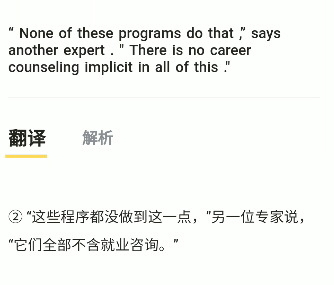 “ None of these programs do that ,” says
another expert . " There is no career
counseling implicit in all of this ."
翻译 解析
② “这些程序都没做到这一点，”另一位专家说，
“它们全部不含就业咨询。”